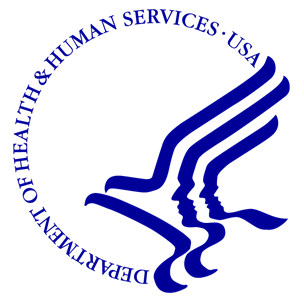 DEPARTMENT OF HEALTH & HUMAN SERVICES · USA